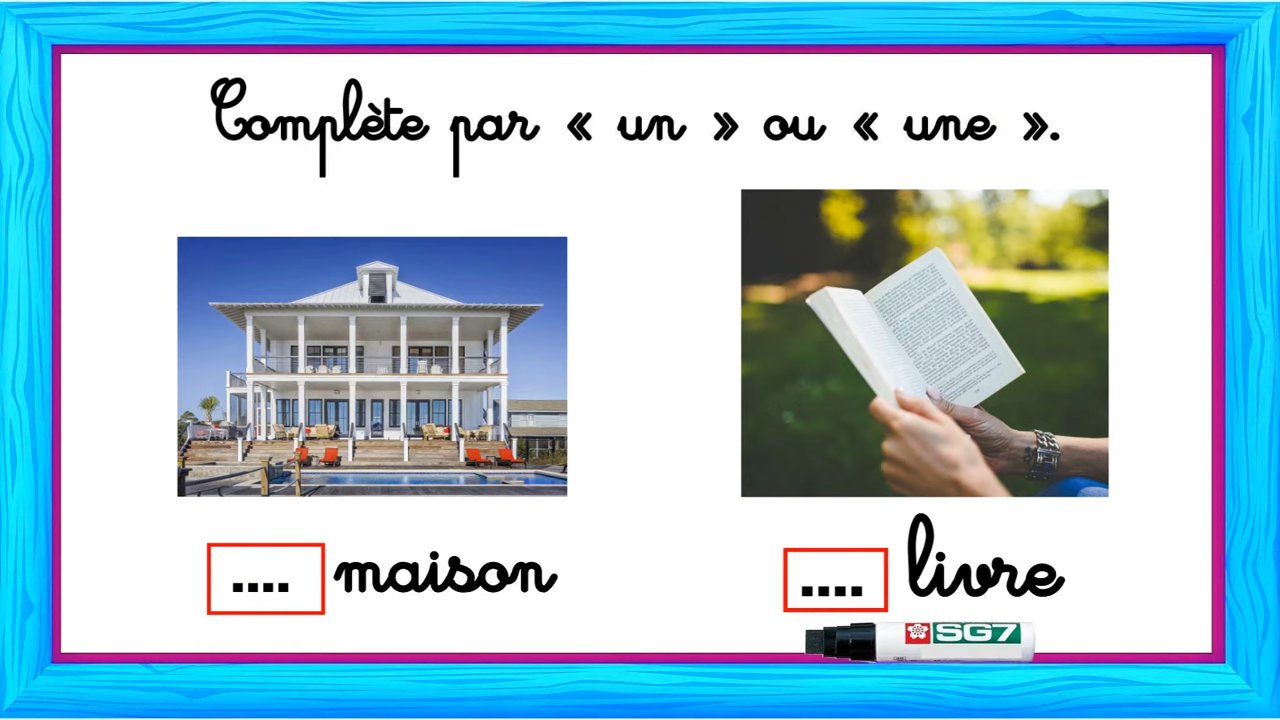 Complète par « un » ou « une ».
.... maison
.... livre
SG7